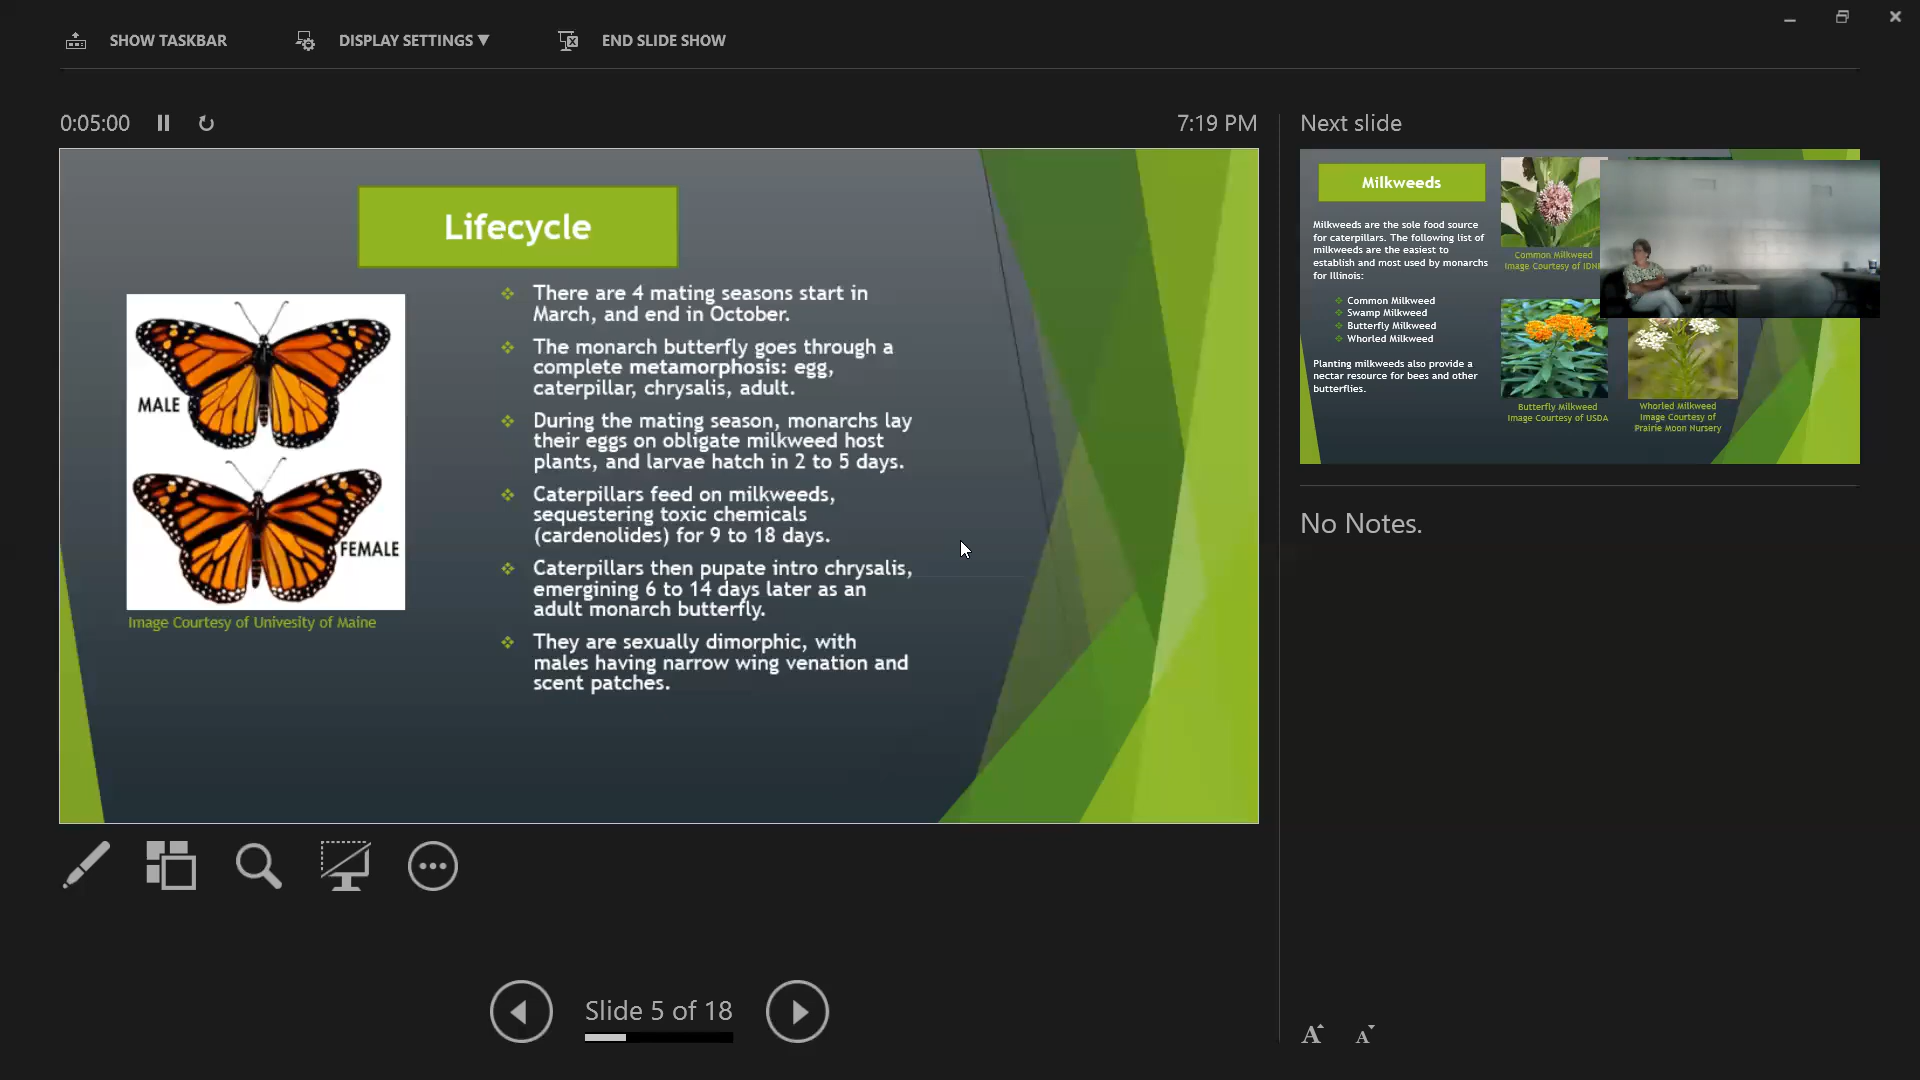 SHOW TASKBAR
DISPLAY SETTINGS ▼
END SLIDE SHOW
0:05:00
7:19 PM
Next slide
Lifecycle
MALE
FEMALE
Image Courtesy of Univesity of Maine
There are 4 mating seasons start in
March, and end in October.
The monarch butterfly goes through a
complete metamorphosis: egg,
caterpillar, chrysalis, adult.
During the mating season, monarchs lay
their eggs on obligate milkweed host
plants, and larvae hatch in 2 to 5 days.
Caterpillars feed on milkweeds,
sequestering toxic chemicals
(cardenolides) for 9 to 18 days.
Caterpillars then pupate intro chrysalis,
emergining 6 to 14 days later as an
adult monarch butterfly.
They are sexually dimorphic, with
males having narrow wing venation and
scent patches.
Milkweeds
Milkweeds are the sole food source
for caterpillars. The following list of
milkweeds are the easiest to
establish and most used by monarchs
for Illinois:
Common Milkweed
Swamp Milkweed
Butterfly Milkweed
Whorled Milkweed
Planting milkweeds also provide a
nectar resource for bees and other
butterflies.
Common Milkweed
Image Courtesy of
Butterfly Milkweed
Image Courtesy of USDA
Whorled Milkweed
Image Courtesy of
Prairie Moon Nursery
No Notes.
Slide 5 of 18
A A